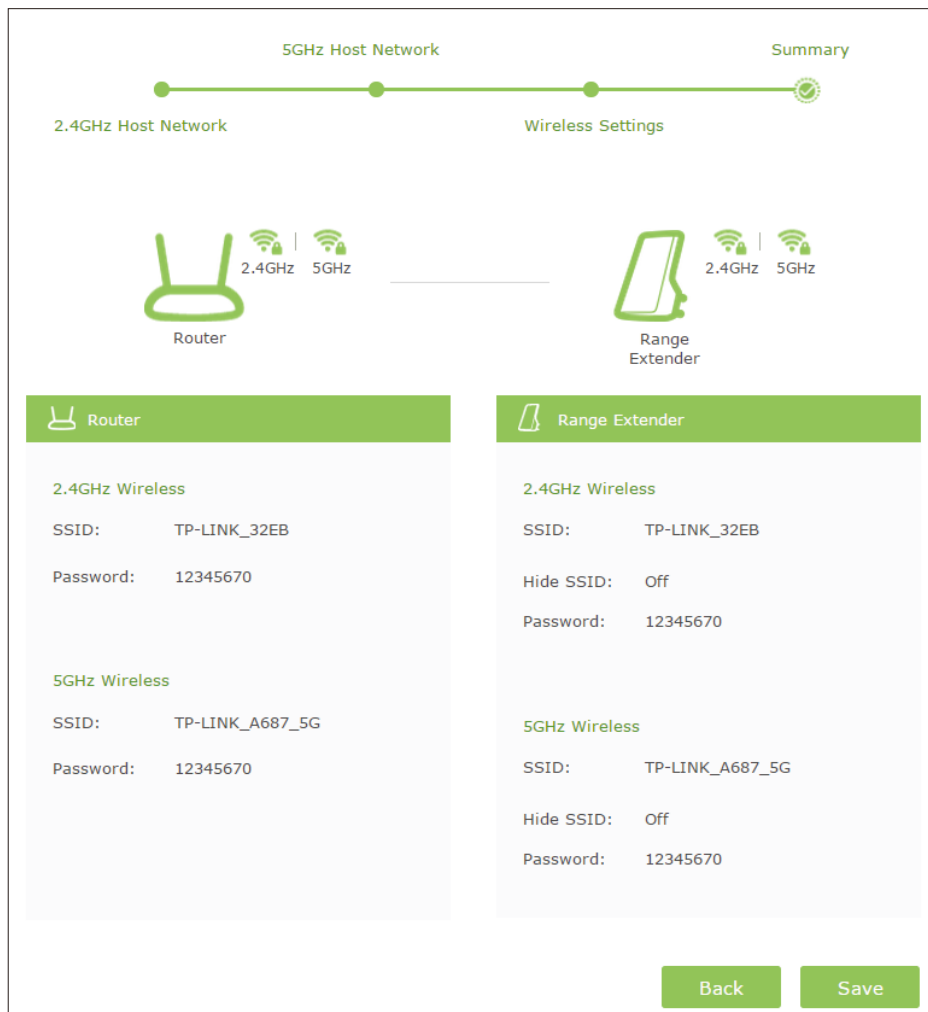 5GHz Host Network
Summary
2.4GHz Host Network
Wireless Settings
2.4GHz | 5GHz
Router
2.4GHz | 5GHz
Range
Extender
Router
2.4GHz Wireless
SSID: TP-LINK_32EB
Password: 12345670
5GHz Wireless
SSID: TP-LINK_A687_5G
Password: 12345670
Range Extender
2.4GHz Wireless
SSID: TP-LINK_32EB
Hide SSID: Off
Password: 12345670
5GHz Wireless
SSID: TP-LINK_A687_5G
Hide SSID: Off
Password: 12345670
Back
Save